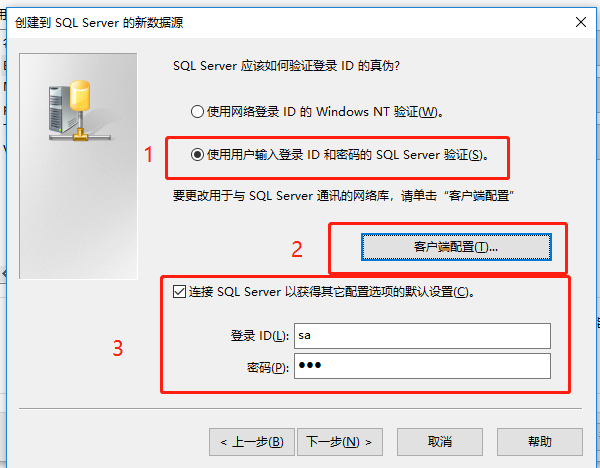 创建到 SQL Server 的新数据源
SQL Server 应该如何验证登录 ID 的真伪?
使用网络登录 ID 的 Windows NT 验证(W)。
1
使用用户输入登录 ID 和密码的 SQL Server 验证(S)。
要更改用于与 SQL Server 通讯的网络库，请单击“客户端配置”
2
客户端配置(T)...
连接 SQL Server 以获得其它配置选项的默认设置(C)。
登录 ID(L):
sa
3
密码(P):
●●●
< 上一步(B)
下一步(N) >
取消
帮助